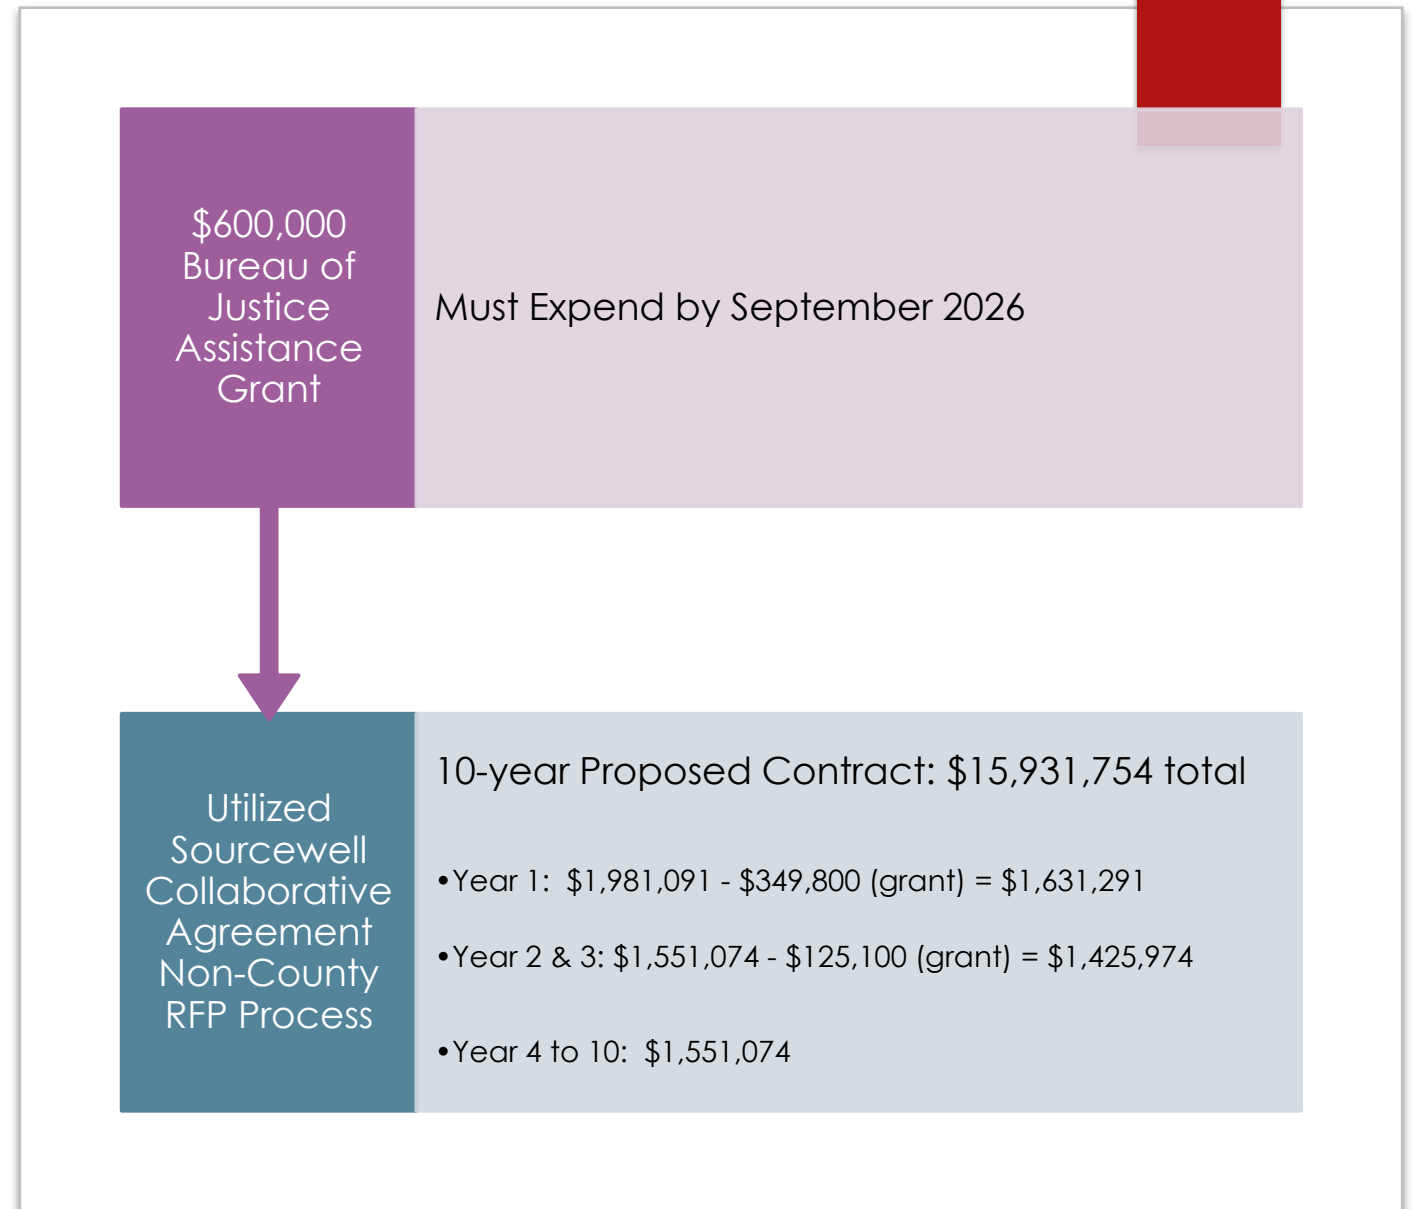 $600,000
Bureau of
Justice
Assistance
Grant
Must Expend by September 2026
Utilized
Sourcewell
Collaborative
Agreement
Non-County
RFP Process
10-year Proposed Contract: $15,931,754 total
•Year 1:  $1,981,091 - $349,800 (grant) = $1,631,291
•Year 2 & 3: $1,551,074 - $125,100 (grant) = $1,425,974
•Year 4 to 10:  $1,551,074